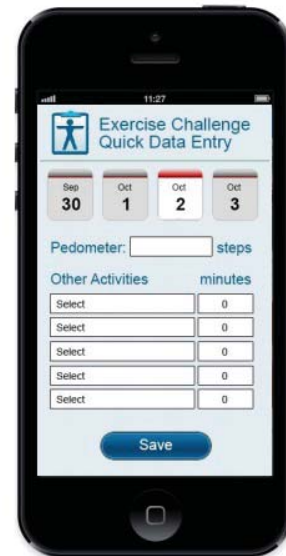 11:27
Exercise Challenge
Quick Data Entry
Sep Oct Oct Oct
30 1 2 3
Pedometer: steps
Other Activities minutes
Select 0
Select 0
Select 0
Select 0
Select 0
Save